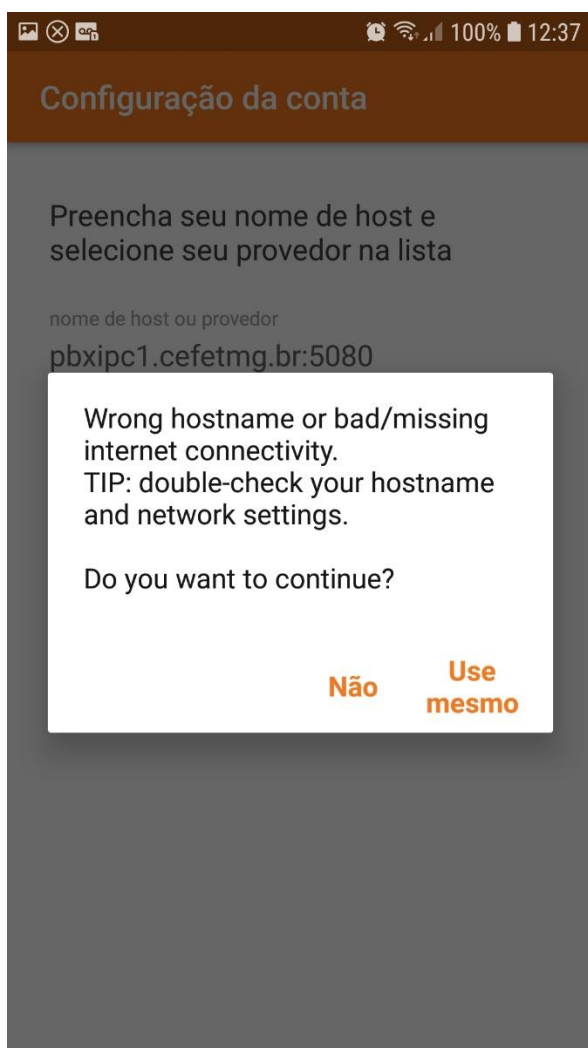 100% 12:37
Configuração da conta
Preencha seu nome de host e
selecione seu provedor na lista
nome de host ou provedor
pbxipc1.cefetmg.br:5080
Wrong hostname or bad/missing
internet connectivity.
TIP: double-check your hostname
and network settings.
Do you want to continue?
Não
Use
mesmo